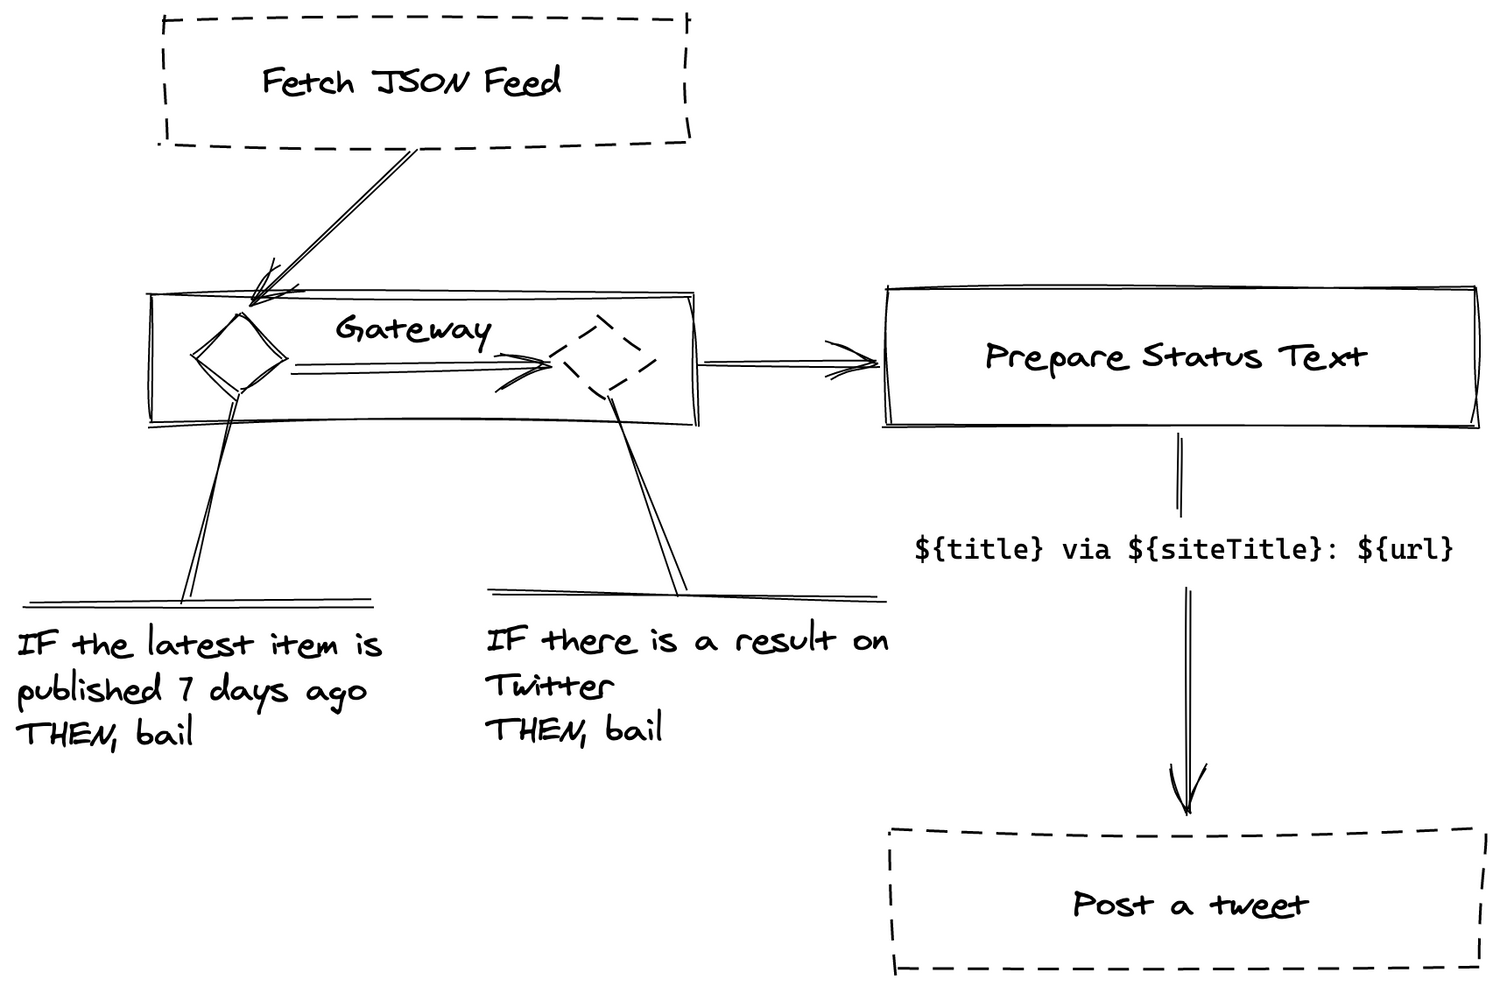 Fetch JSON Feed
Gateway
Prepare Status Text
${title} via ${siteTitle}: ${url}
IF the latest item is
published 7 days ago
THEN, bail
IF there is a result on
Twitter
THEN, bail
Post a tweet